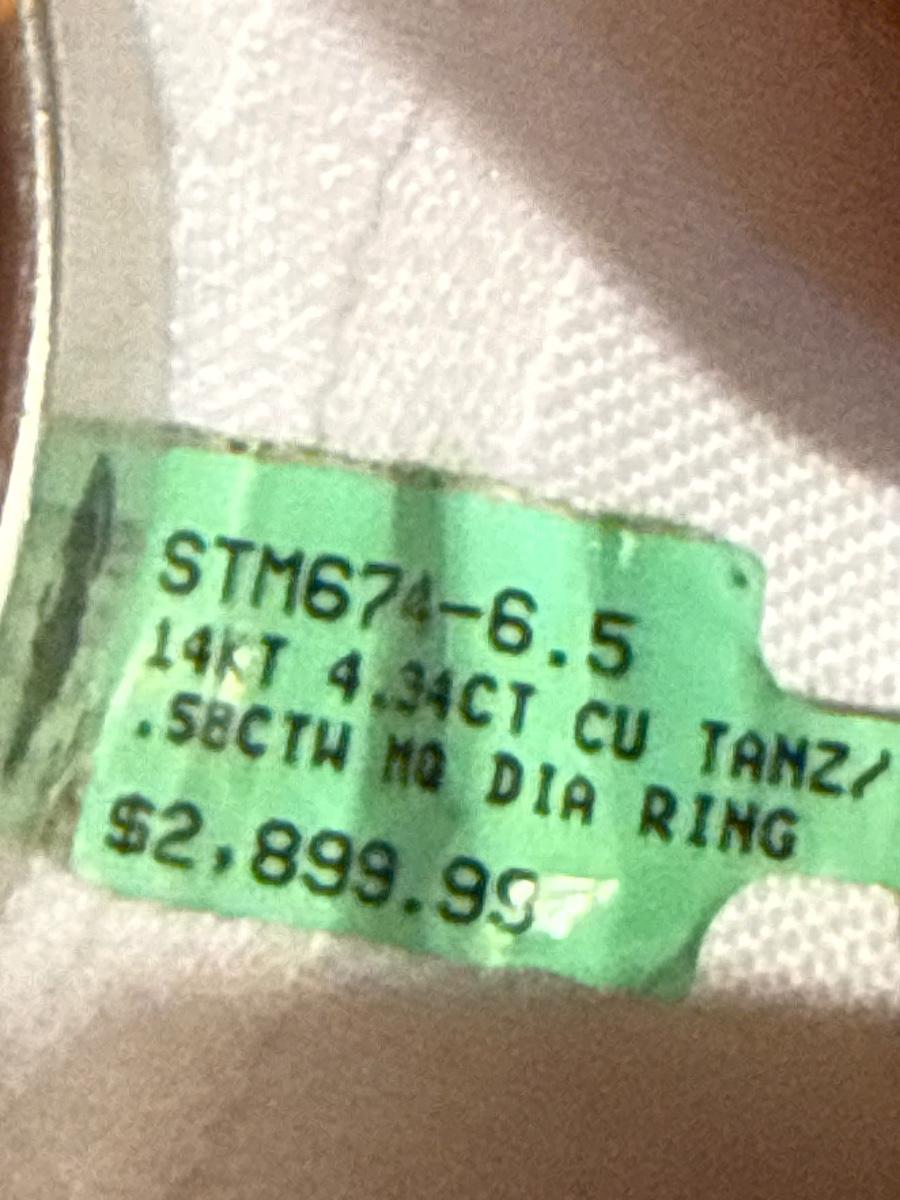 STM674-6.5
14KT 4.34CT CU TANZ/
.58CTW MQ DIA RING
$2,899.99